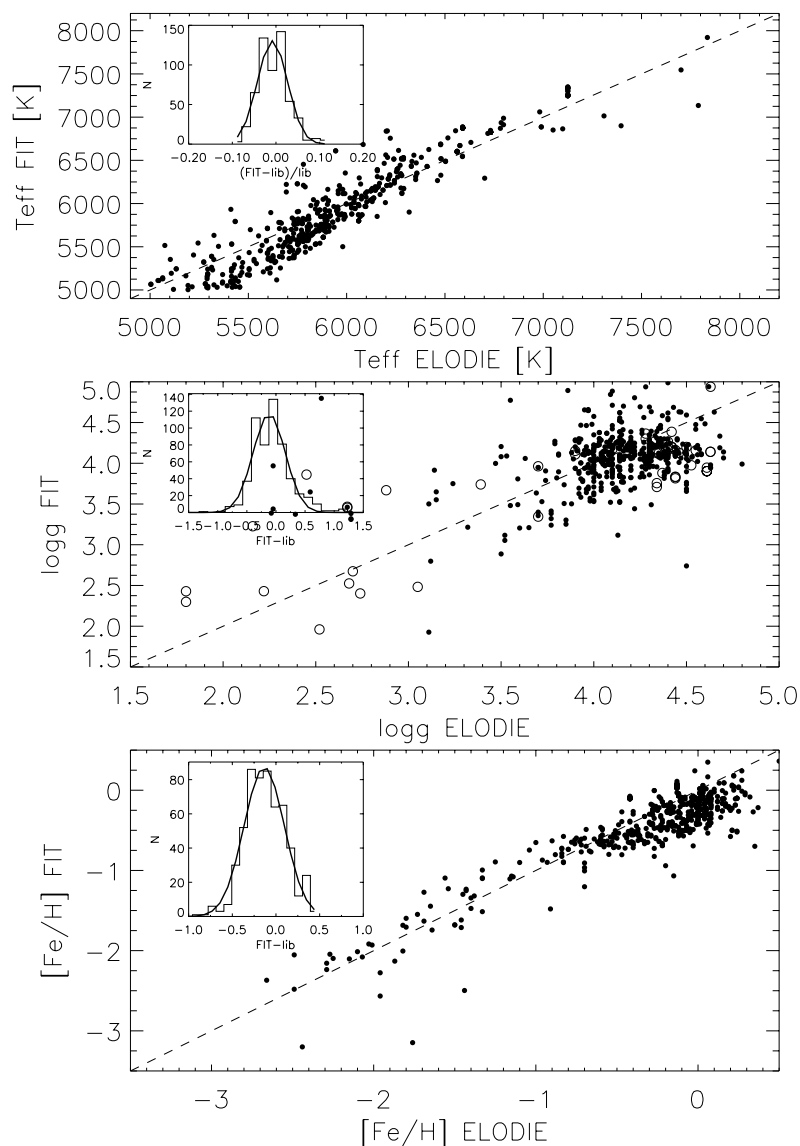 8000
7500
7000
6500
6000
5500
5000
Teff FIT [K]
150
100
50
0
N
-0.20 -0.10 0.00 0.10 0.20
(FIT-lib)/lib
5000 5500 6000 6500 7000 7500 8000
Teff ELODIE [K]
5.0
4.5
4.0
3.5
3.0
2.5
2.0
1.5
logg FIT
140
120
100
80
60
40
20
0
N
-1.5 -1.0 -0.5 0.0 0.5 1.0 1.5
FIT-lib
1.5 2.0 2.5 3.0 3.5 4.0 4.5 5.0
logg ELODIE
0
-1
-2
-3
[Fe/H] FIT
80
60
40
20
0
N
-1.0 -0.5 0.0 0.5 1.0
FIT-lib
-3 -2 -1 0
[Fe/H] ELODIE